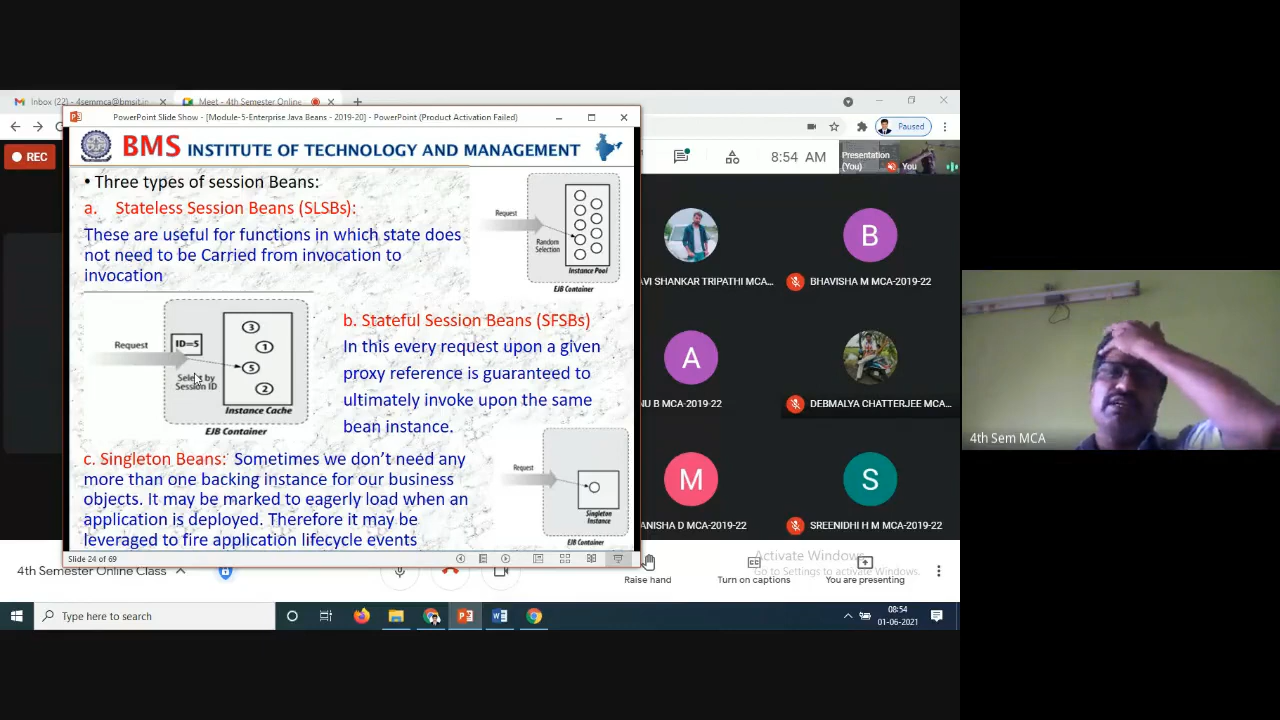 Inbox (22) - 4semmca@bmsit.in
Meet - 4th Semester Online
PowerPoint Slide Show - [Module-5-Enterprise Java Beans - 2019-20] - PowerPoint (Product Activation Failed)
Paused
REC
BMS INSTITUTE OF TECHNOLOGY AND MANAGEMENT
8:54 AM
Presentation
(You)
You
• Three types of session Beans:
a. Stateless Session Beans (SLSBs):
These are useful for functions in which state does
not need to be Carried from invocation to
invocation
Request
Random
Selection
Instance Pool
EJB Container
Request
ID=5
Select by
Session ID
3
1
5
2
Instance Cache
EJB Container
b. Stateful Session Beans (SFSBs)
In this every request upon a given
proxy reference is guaranteed to
ultimately invoke upon the same
bean instance.
c. Singleton Beans: Sometimes we don't need any
more than one backing instance for our business
objects. It may be marked to eagerly load when an
application is deployed. Therefore it may be
leveraged to fire application lifecycle events
Request
Singleton
Instance
EJB Container
Slide 24 of 69
AVI SHANKAR TRIPATHI MCA...
B
BHAVISHA M MCA-2019-22
A
NU B MCA-2019-22
DEBMALYA CHATTERJEE MCA...
M
ANISHA D MCA-2019-22
S
SREENIDHI H M MCA-2019-22
4th Sem MCA
4th Semester Online Class
Raise hand
Turn on captions
You are presenting
Activate Windows
Go to Settings to activate Windows.
Type here to search
08:54
01-06-2021